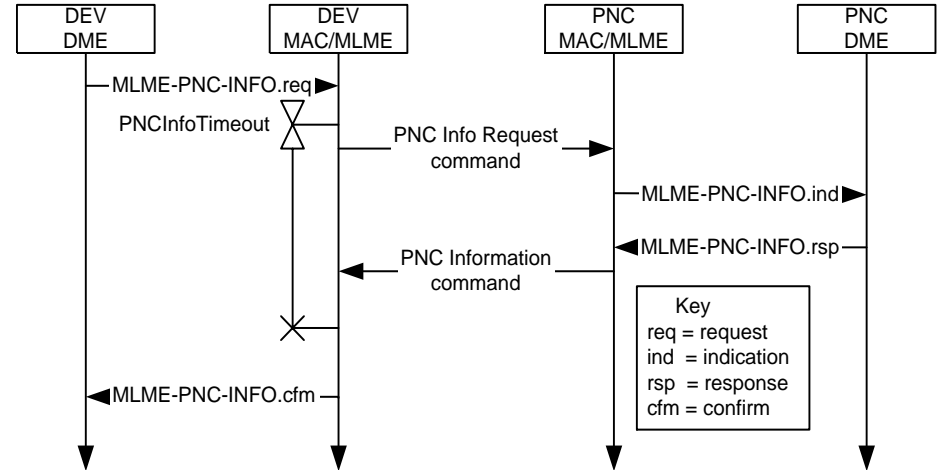 DEV
DME
DEV
MAC/MLME
PNC
MAC/MLME
PNC
DME
MLME-PNC-INFO.req
PNCInfoTimeout
PNC Info Request
command
MLME-PNC-INFO.ind
MLME-PNC-INFO.rsp
PNC Information
command
Key
req = request
ind = indication
rsp = response
cfm = confirm
MLME-PNC-INFO.cfm